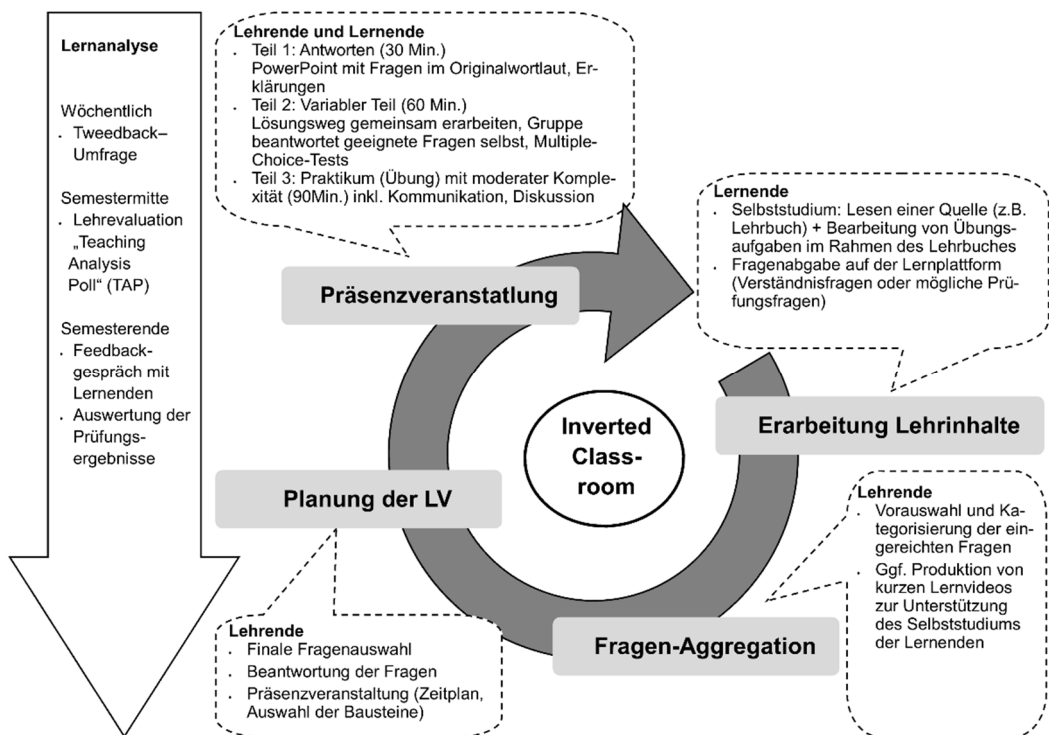 Lernanalyse
Wöchentlich
. Tweedback–
Umfrage
Semestermitte
. Lehrevaluation
„Teaching
Analysis
Poll“ (TAP)
Semesterende
. Feedback-
gespräch mit
Lernenden
. Auswertung der
Prüfungs-
ergebnisse
Lehrende und Lernende
. Teil 1: Antworten (30 Min.)
PowerPoint mit Fragen im Originalwortlaut, Er-
klärungen
. Teil 2: Variabler Teil (60 Min.)
Lösungsweg gemeinsam erarbeiten, Gruppe
beantwortet geeignete Fragen selbst, Multiple-
Choice-Tests
. Teil 3: Praktikum (Übung) mit moderater Komple-
xität (90Min.) inkl. Kommunikation, Diskussion
Präsenzveranstatlung
Lernende
. Selbststudium: Lesen einer Quelle (z.B.
Lehrbuch) + Bearbeitung von Übungs-
aufgaben im Rahmen des Lehrbuches
. Fragenabgabe auf der Lernplattform
(Verständnisfragen oder mögliche Prü-
fungsfragen)
Erarbeitung Lehrinhalte
Inverted
Class-
room
Lehrende
. Vorauswahl und Ka-
tegorisierung der ein-
gereichten Fragen
. Ggf. Produktion von
kurzen Lernvideos
zur Unterstützung
des Selbststudiums
der Lernenden
Fragen-Aggregation
Planung der LV
Lehrende
. Finale Fragenauswahl
. Beantwortung der Fragen
. Präsenzveranstaltung (Zeitplan,
Auswahl der Bausteine)